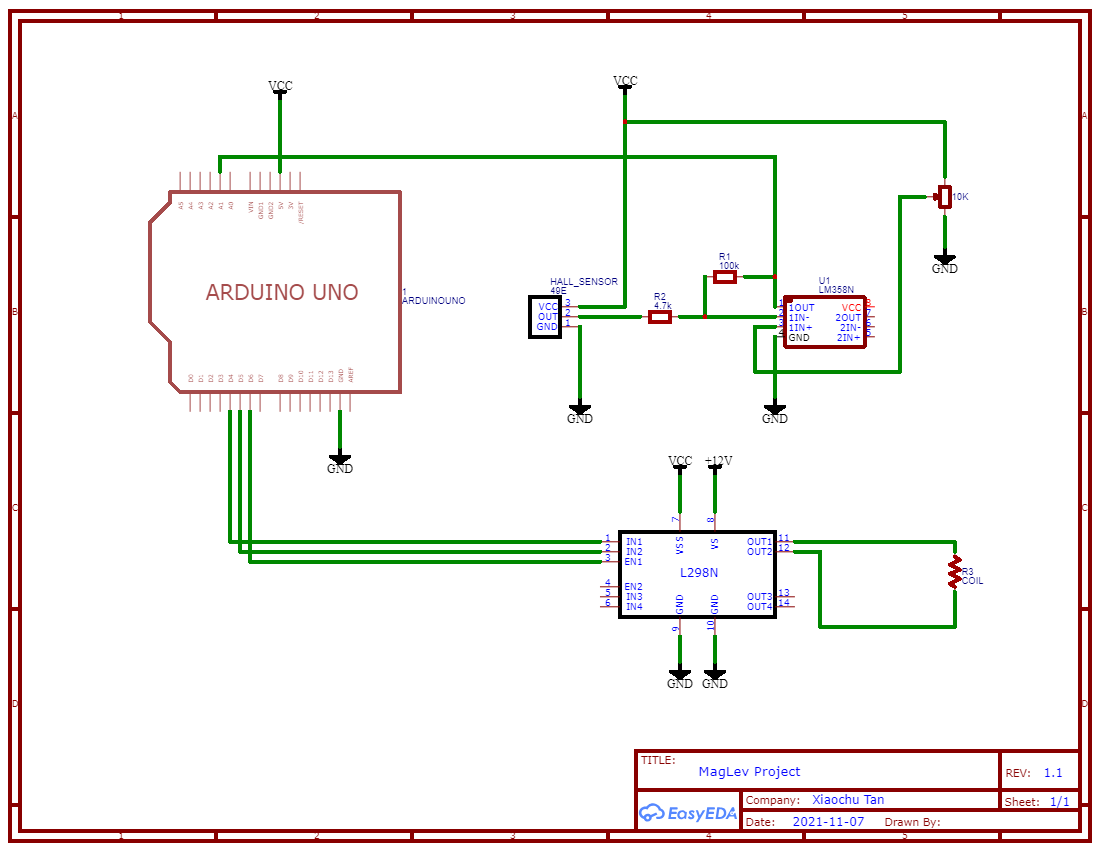 1 2 3 4 5
A A
B B
C C
D D
VCC
VCC
A5 A4 A3 A2 A1 A0 VIN GND1 GND2 5V 3V /RESET
10K
GND
ARDUINO UNO
1
ARDUINOUNO
D0 D1 D2 D3 D4 D5 D6 D7 D8 D9 D10 D11 D12 D13 GND AREF
GND
HALL_SENSOR
49E
VCC 3
OUT 2
GND 1
GND
R2
4.7k
R1
100k
U1
LM358N
1 1OUT VCC 8
2 1IN- 2OUT 7
3 1IN+ 2IN- 6
4 GND 2IN+ 5
GND
VCC +12V
7 8
VSS VS
1 IN1 OUT1 11
2 IN2 OUT2 12
3 EN1
L298N
4 EN2
5 IN3 OUT3 13
6 IN4 OUT4 14
GND GND
9 10
GND GND
R3
COIL
TITLE:
MagLev Project
REV: 1.1
EasyEDA
Company: Xiaochu Tan
Sheet: 1/1
Date: 2021-11-07 Drawn By:
1 2 3 4 5